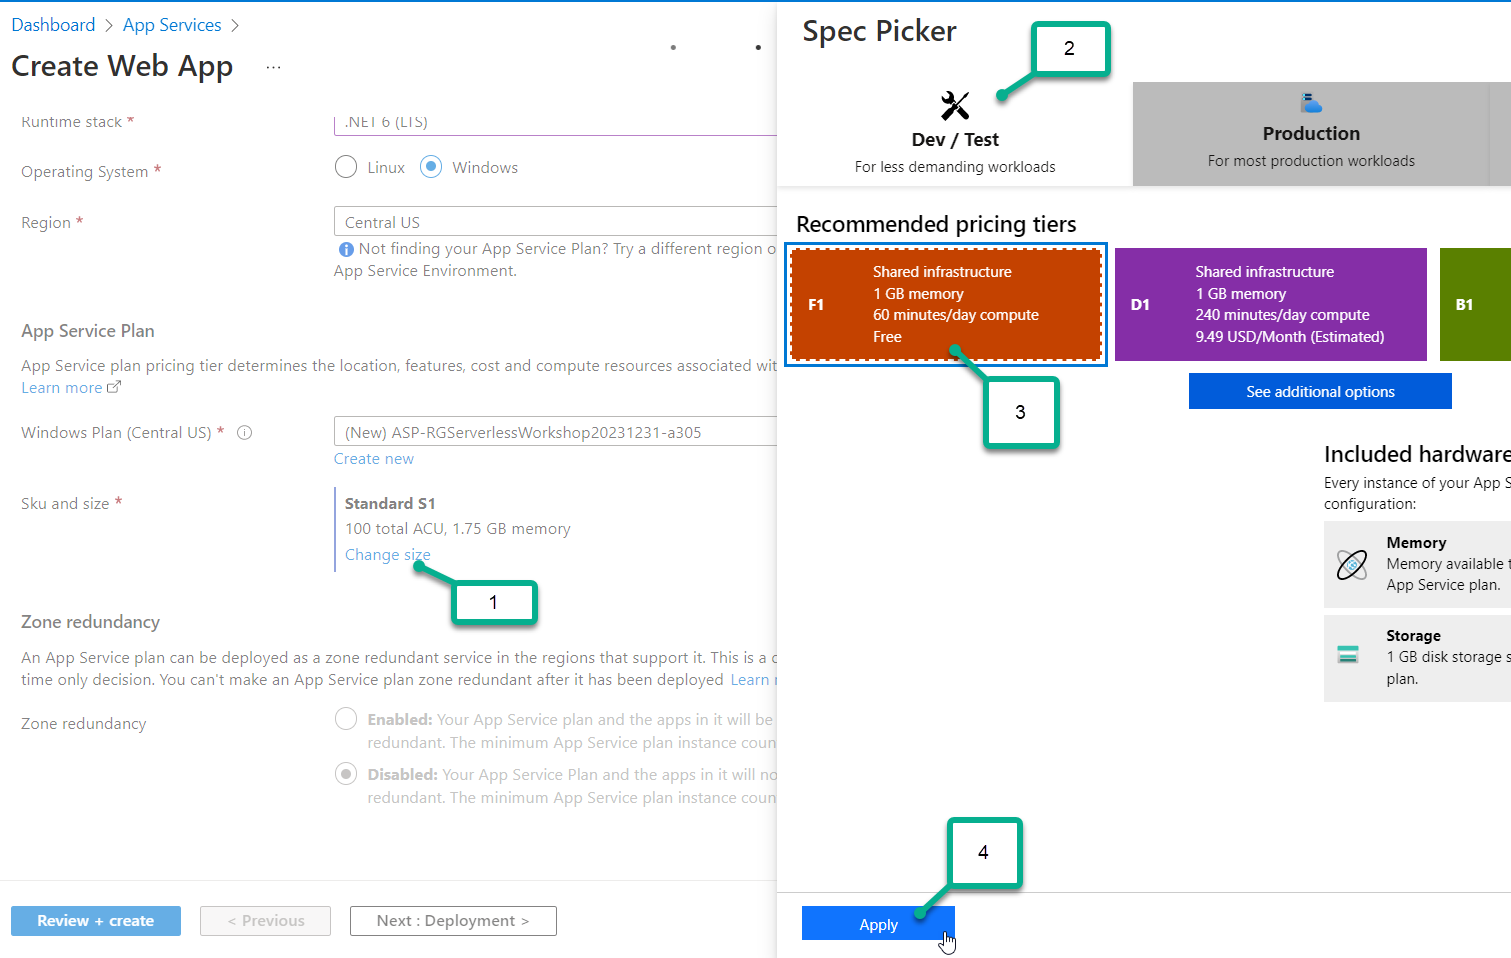 Dashboard > App Services >
Create Web App ...
Runtime stack *
.NET 6 (LTS)
Operating System *
Linux
Windows
Region *
Central US
Not finding your App Service Plan? Try a different region o
App Service Environment.
App Service Plan
App Service plan pricing tier determines the location, features, cost and compute resources associated wit
Learn more
Windows Plan (Central US) *
(New) ASP-RGServerlessWorkshop20231231-a305
Create new
Sku and size *
Standard S1
100 total ACU, 1.75 GB memory
Change size
1
Zone redundancy
An App Service plan can be deployed as a zone redundant service in the regions that support it. This is a
time only decision. You can't make an App Service plan zone redundant after it has been deployed Learn
Zone redundancy
Enabled: Your App Service plan and the apps in it will be
redundant. The minimum App Service plan instance coun
Disabled: Your App Service Plan and the apps in it will no
redundant. The minimum App Service plan instance coun
Review + create
< Previous
Next : Deployment >
Spec Picker
2
Dev / Test
For less demanding workloads
Production
For most production workloads
Recommended pricing tiers
F1
Shared infrastructure
1 GB memory
60 minutes/day compute
Free
D1
Shared infrastructure
1 GB memory
240 minutes/day compute
9.49 USD/Month (Estimated)
B1
3
See additional options
Included hardware
Every instance of your App S
configuration:
Memory
Memory available t
App Service plan.
Storage
1 GB disk storage s
plan.
4
Apply